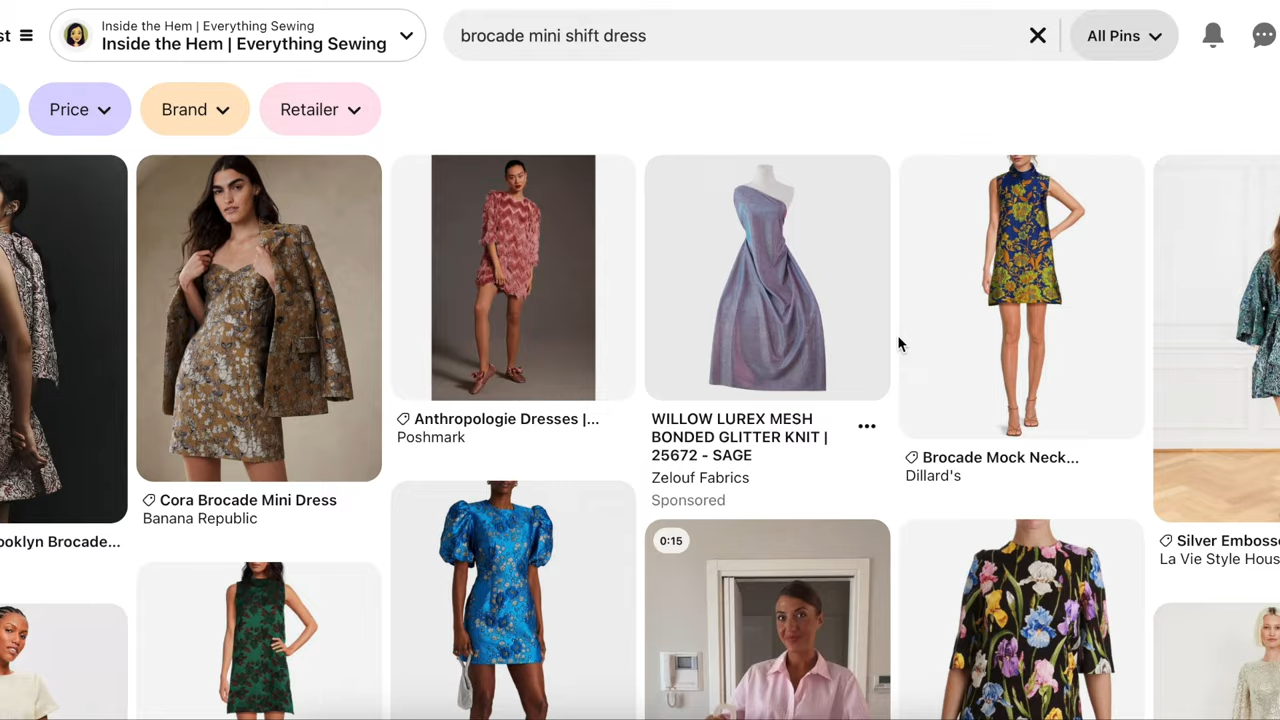 st
Inside the Hem | Everything Sewing
Inside the Hem | Everything Sewing
brocade mini shift dress
All Pins
Price
Brand
Retailer
ooklyn Brocade...
Cora Brocade Mini Dress
Banana Republic
Anthropologie Dresses |...
Poshmark
WILLOW LUREX MESH
BONDED GLITTER KNIT |
25672 - SAGE
Zelouf Fabrics
Sponsored
0:15
Brocade Mock Neck...
Dillard's
Silver Embosse
La Vie Style Hous